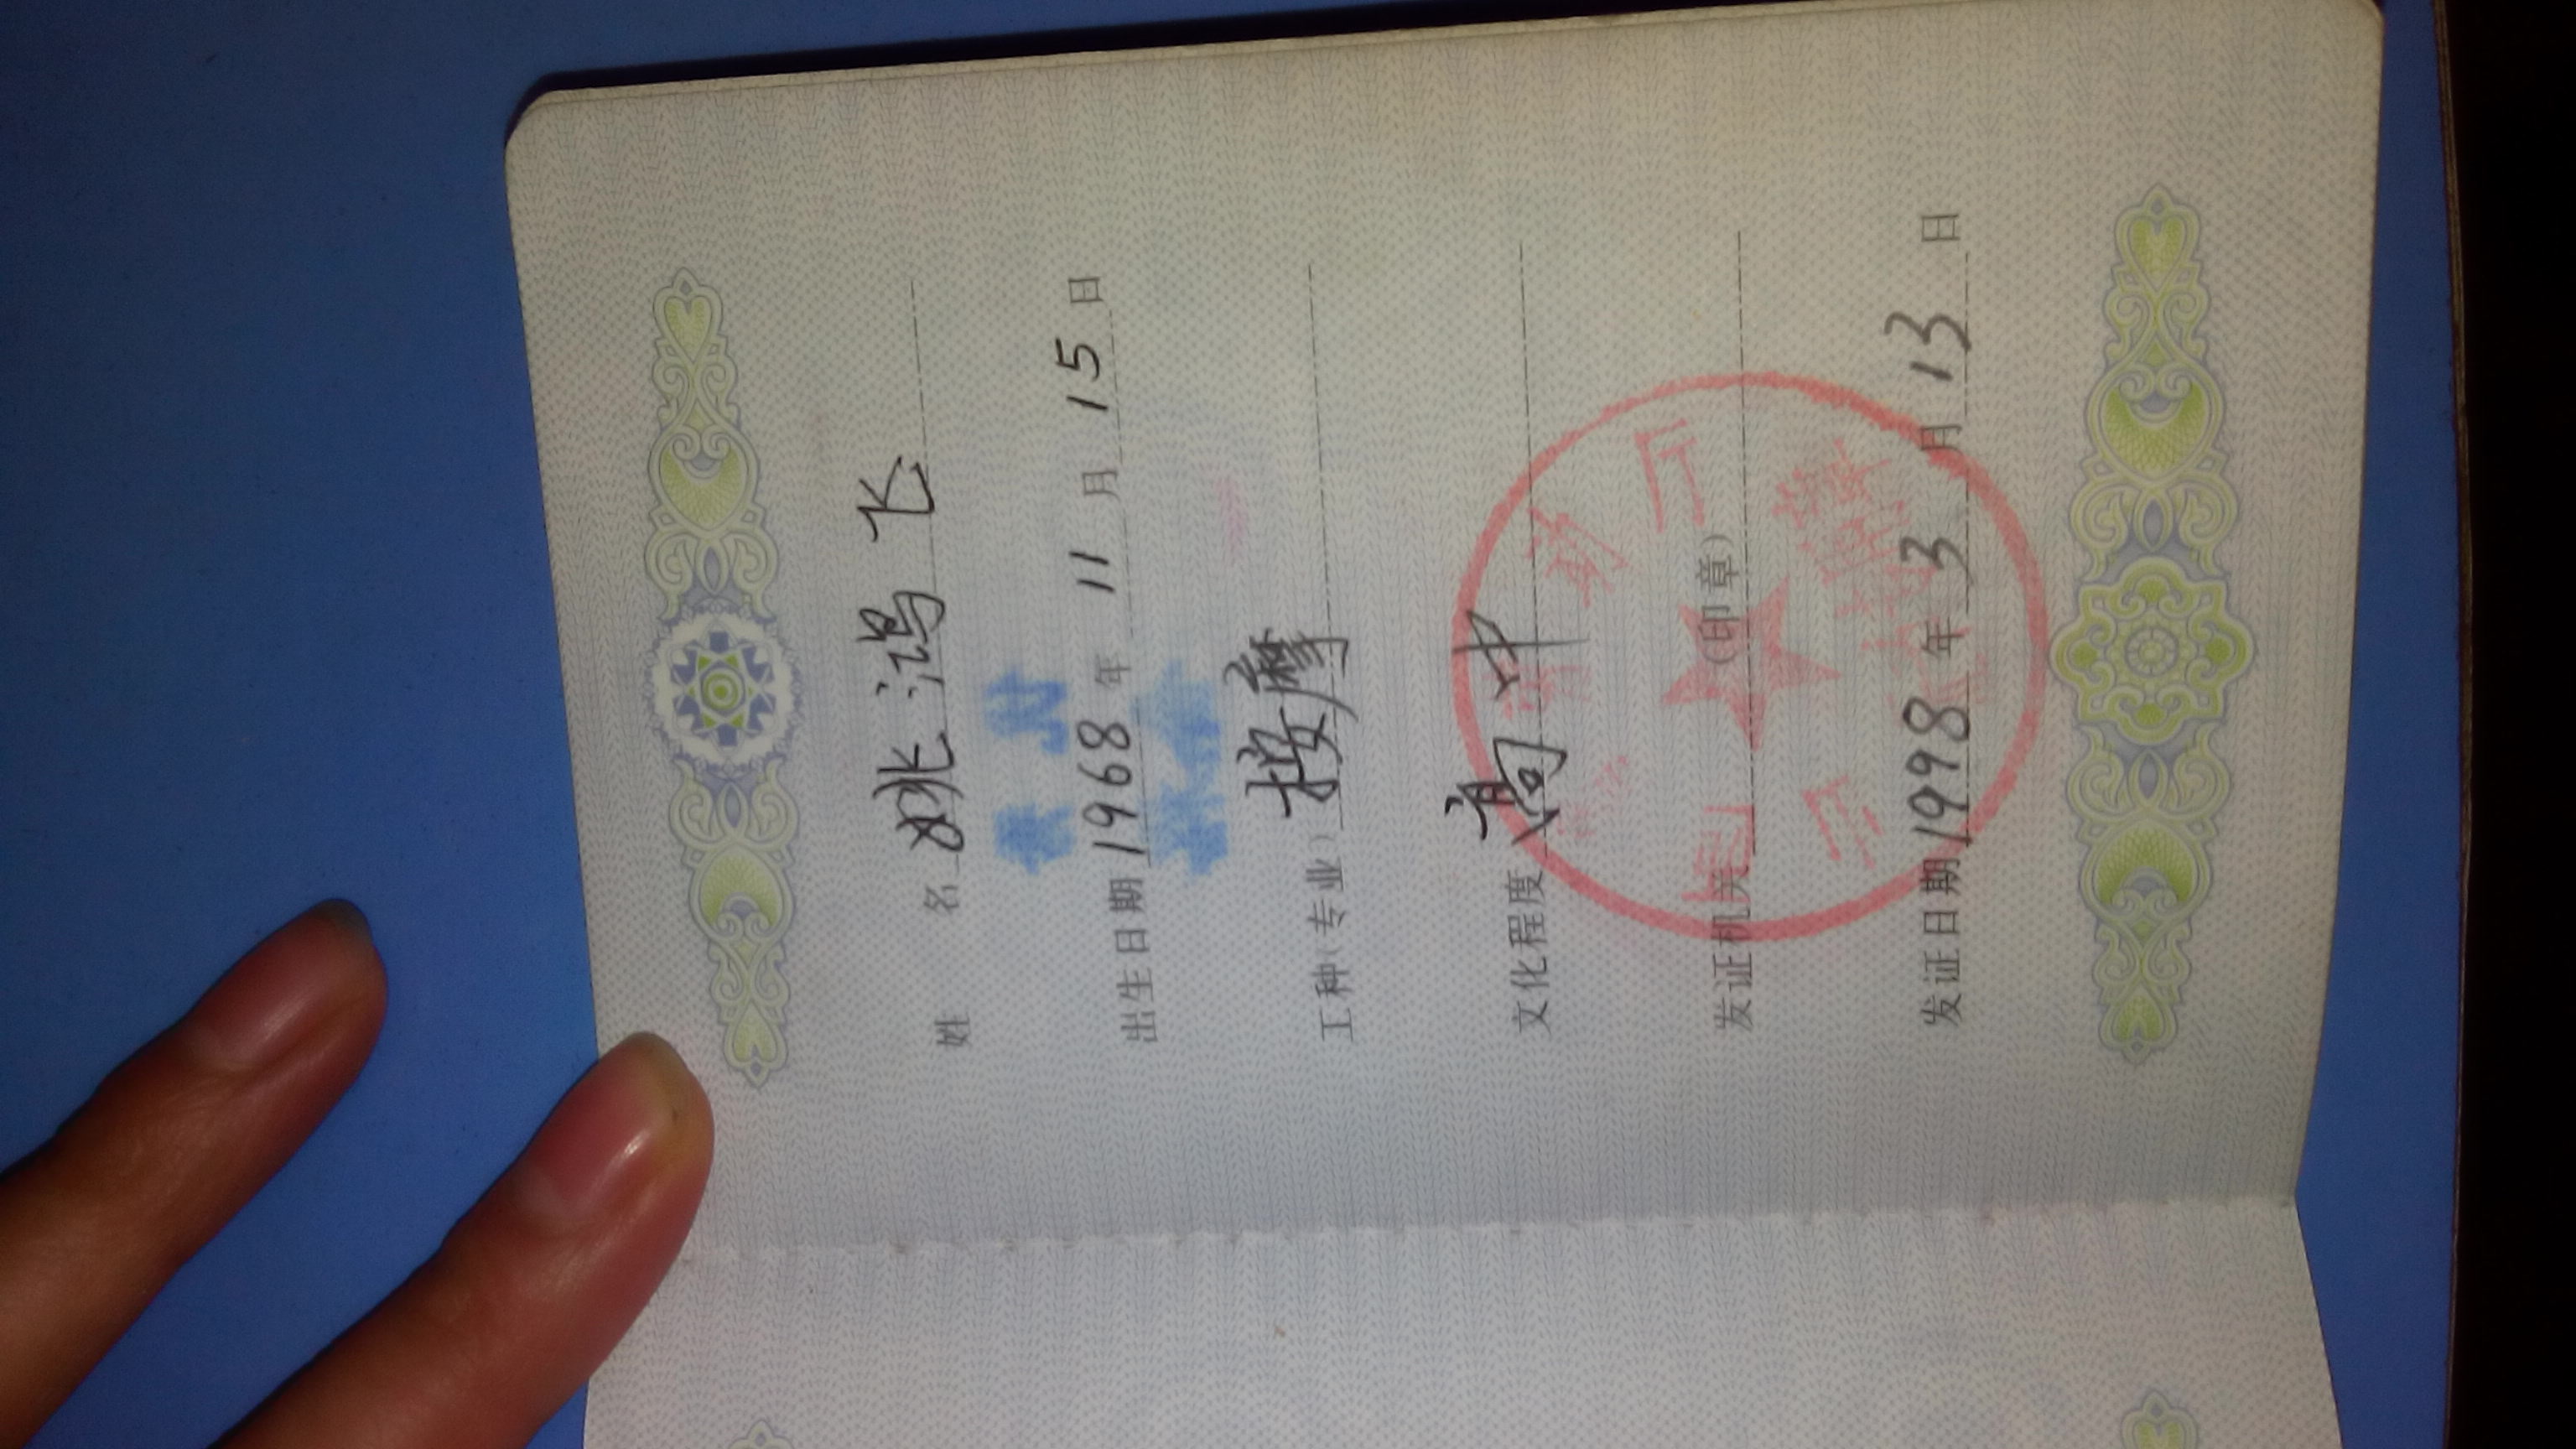 姓 名 姚鸿飞
出生日期 1968 年 11 月 15 日
工种(专业) 按摩
文化程度 高中
发证机关 (印章)
发证日期 1998 年 3 月 13 日